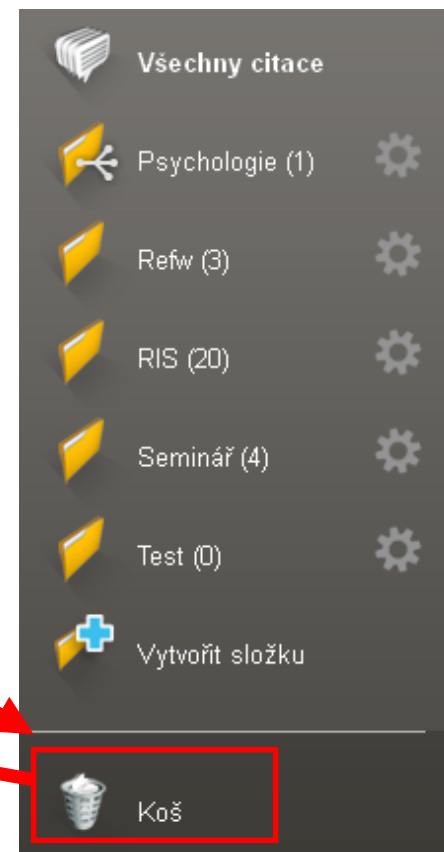 Všechny citace
Psychologie (1)
Refw (3)
RIS (20)
Seminář (4)
Test (0)
Vytvořit složku
Koš